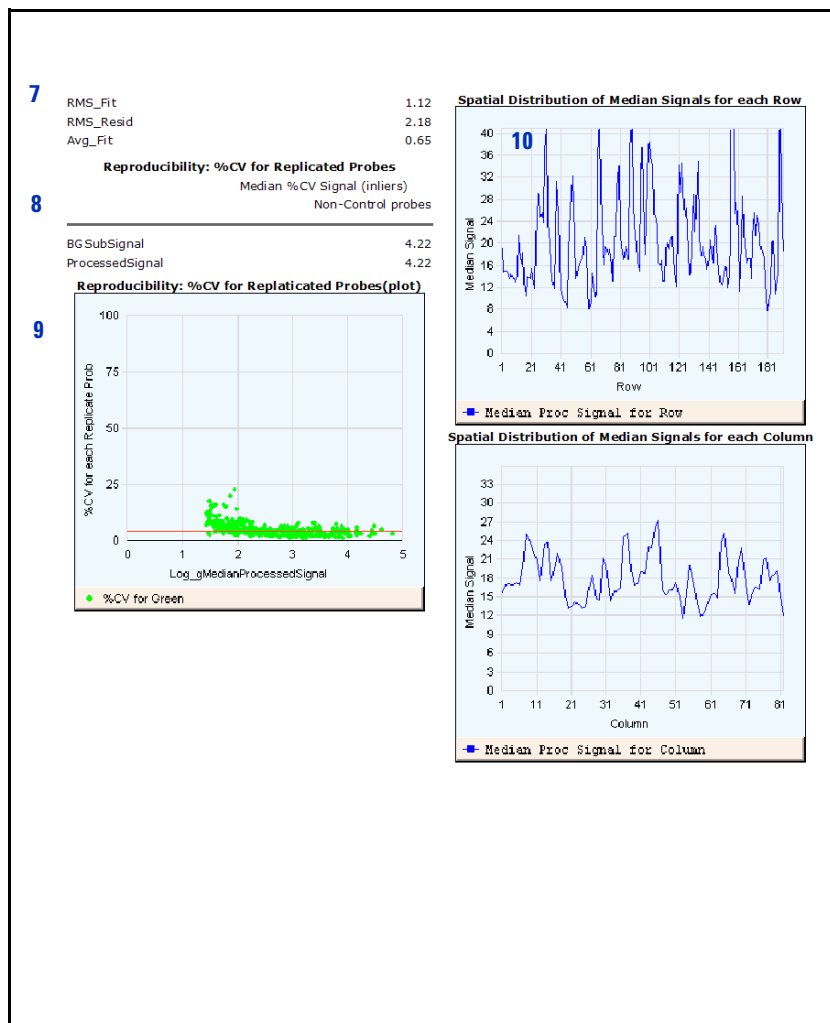 7
RMS_Fit 1.12
RMS_Resid 2.18
Avg_Fit 0.65
Reproducibility: %CV for Replicated Probes
Median %CV Signal (inliers)
8
Non-Control probes
BGSubSignal 4.22
ProcessedSignal 4.22
Reproducibility: %CV for Replaticated Probes(plot)
9
%CV for each Replicate Prob
100
75
50
25
0
0 1 2 3 4 5
Log_gMedianProcessedSignal
%CV for Green
Spatial Distribution of Median Signals for each Row
10
Median Signal
40
36
32
28
24
20
16
12
8
4
0
1 21 41 61 81 101 121 141 161 181
Row
Median Proc Signal for Row
Spatial Distribution of Median Signals for each Column
Median Signal
33
30
27
24
21
18
15
12
9
6
3
0
1 11 21 31 41 51 61 71 81
Column
Median Proc Signal for Column